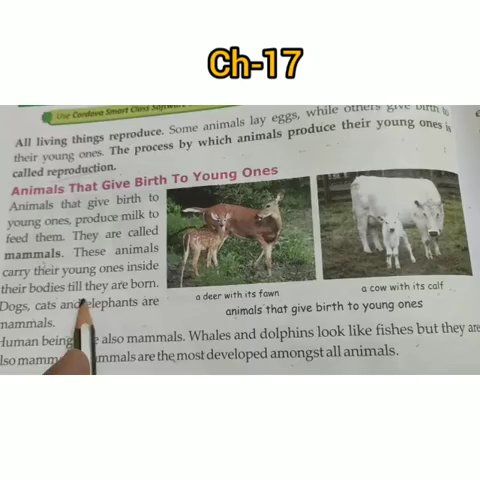 Ch-17
Use Cordova Smart Class Software
All living things reproduce. Some animals lay eggs, while others give birth to
their young ones. The process by which animals produce their young ones is
called reproduction.
Animals That Give Birth To Young Ones
Animals that give birth to
young ones, produce milk to
feed them. They are called
mammals. These animals
carry their young ones inside
their bodies till they are born.
Dogs, cats and elephants are
mammals.
a deer with its fawn
a cow with its calf
animals that give birth to young ones
Human being also mammals. Whales and dolphins look like fishes but they are
also mamm mmals are the most developed amongst all animals.